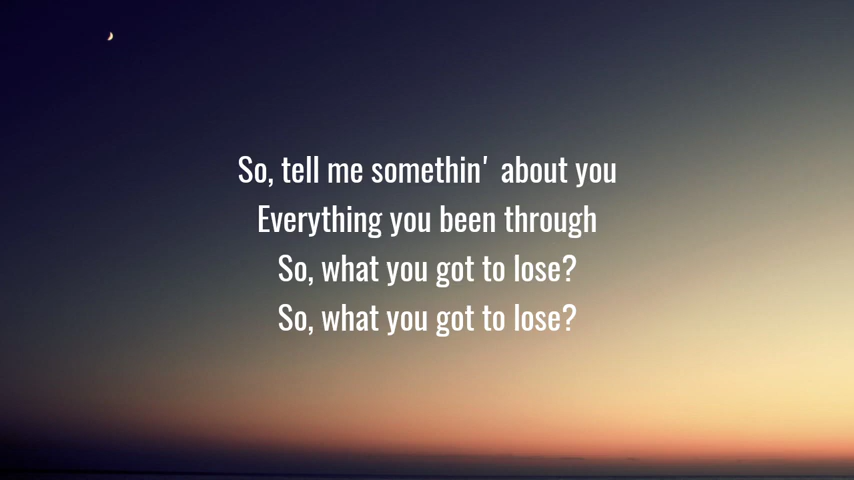 So, tell me somethin' about you
Everything you been through
So, what you got to lose?
So, what you got to lose?